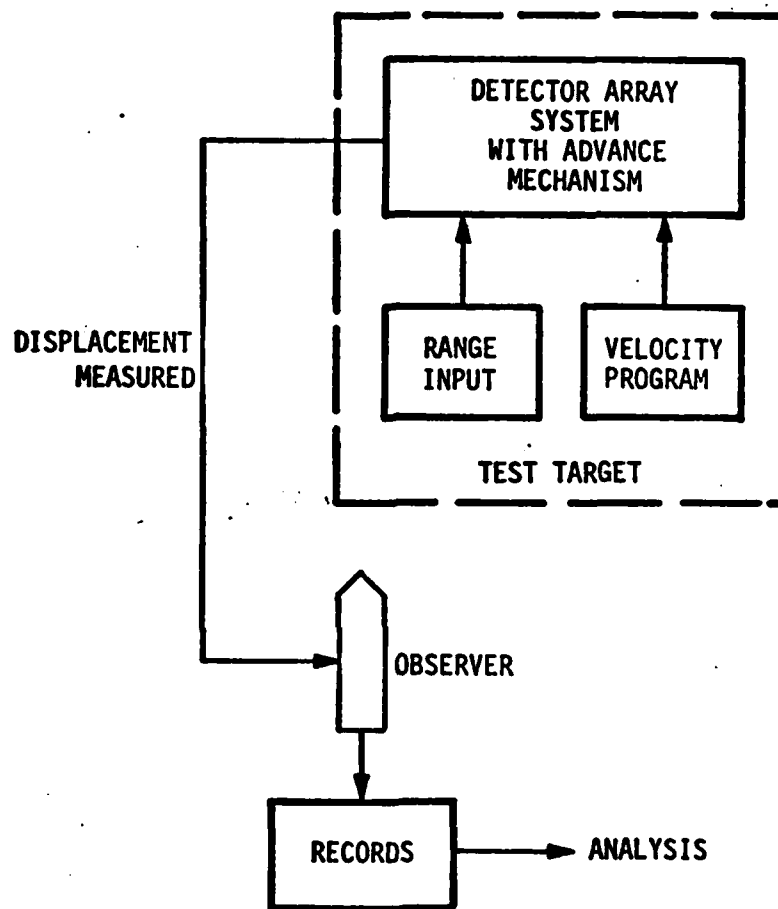 DETECTOR ARRAY
SYSTEM
WITH ADVANCE
MECHANISM
DISPLACEMENT
MEASURED
RANGE
INPUT
VELOCITY
PROGRAM
TEST TARGET
OBSERVER
RECORDS
ANALYSIS